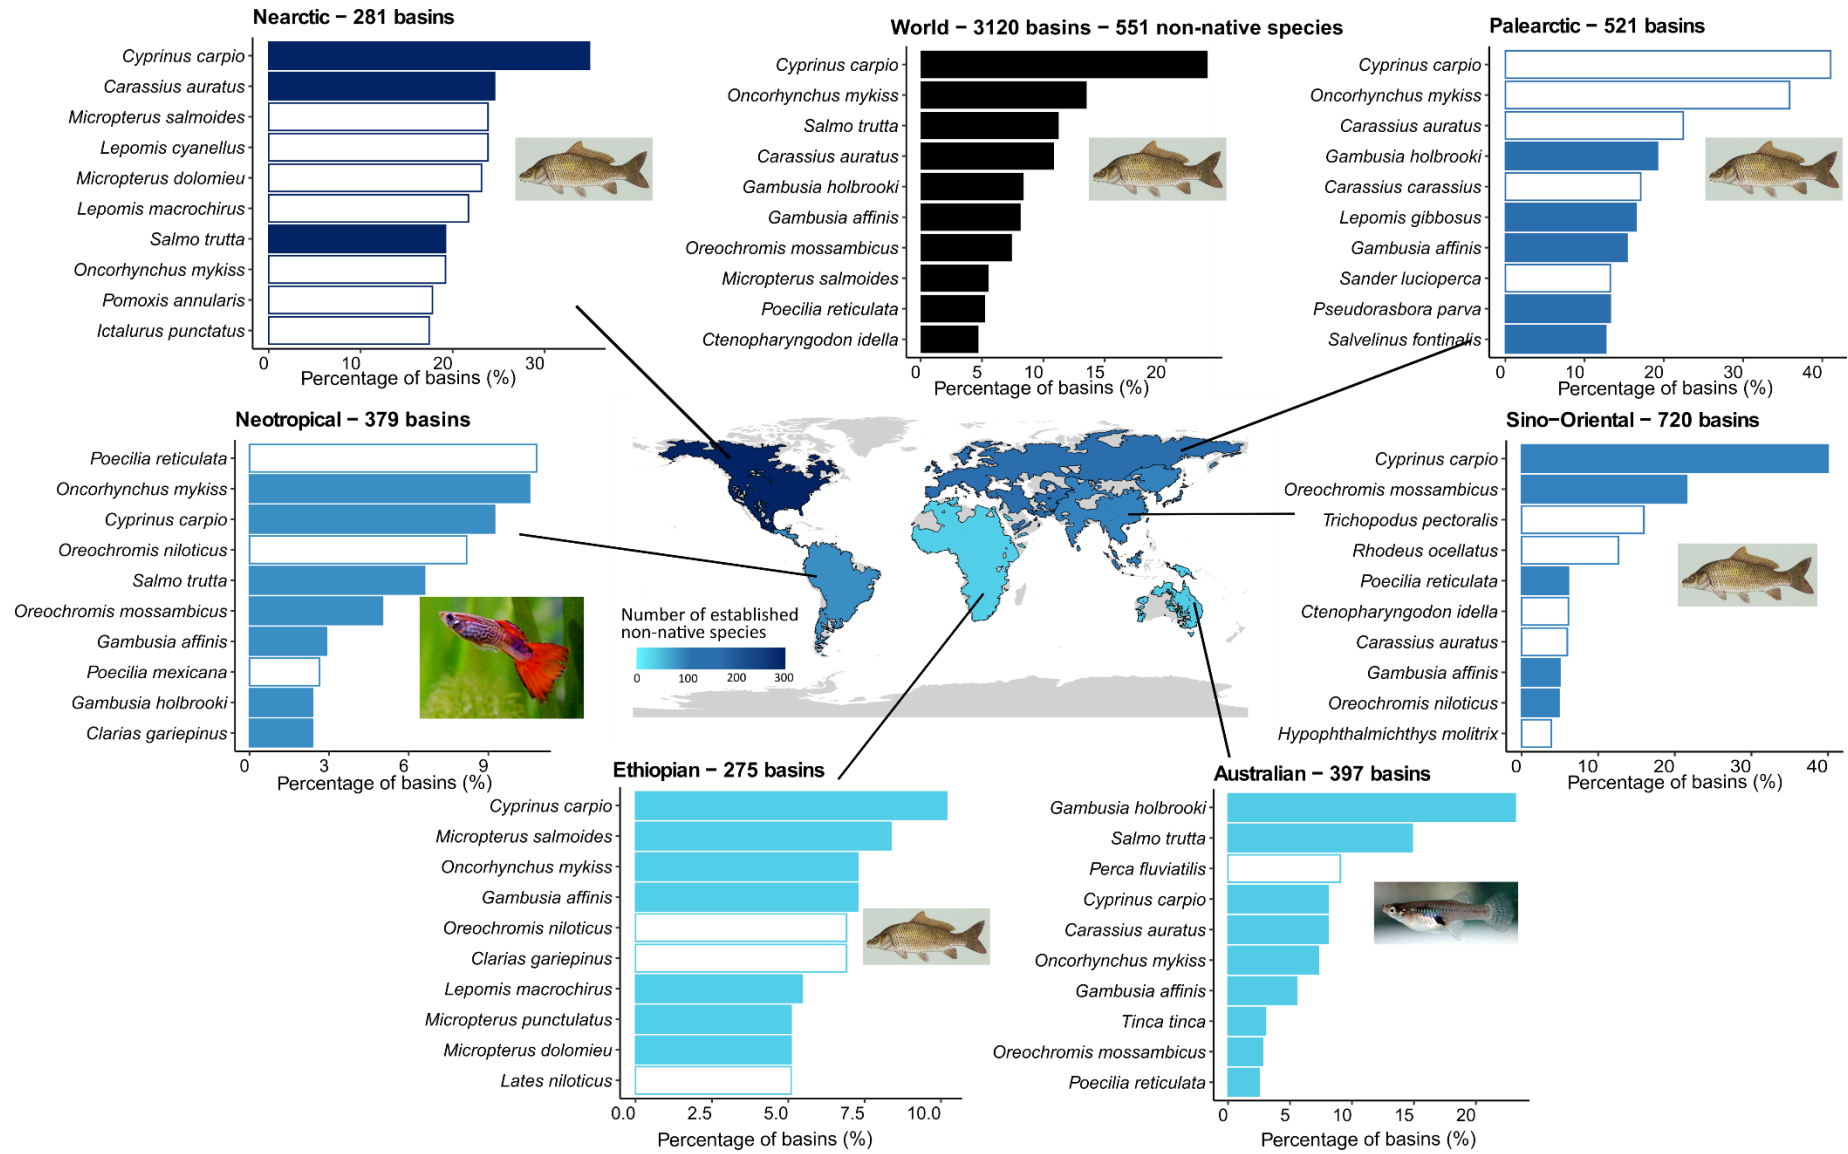 Nearctic − 281 basins
Cyprinus carpio
Carassius auratus
Micropterus salmoides
Lepomis cyanellus
Micropterus dolomieu
Lepomis macrochirus
Salmo trutta
Oncorhynchus mykiss
Pomoxis annularis
Ictalurus punctatus
0 10 20 30
Percentage of basins (%)
World − 3120 basins − 551 non−native species
Cyprinus carpio
Oncorhynchus mykiss
Salmo trutta
Carassius auratus
Gambusia holbrooki
Gambusia affinis
Oreochromis mossambicus
Micropterus salmoides
Poecilia reticulata
Ctenopharyngodon idella
0 5 10 15 20
Percentage of basins (%)
Palearctic − 521 basins
Cyprinus carpio
Oncorhynchus mykiss
Carassius auratus
Gambusia holbrooki
Carassius carassius
Lepomis gibbosus
Gambusia affinis
Sander lucioperca
Pseudorasbora parva
Salvelinus fontinalis
0 10 20 30 40
Percentage of basins (%)
Neotropical − 379 basins
Poecilia reticulata
Oncorhynchus mykiss
Cyprinus carpio
Oreochromis niloticus
Salmo trutta
Oreochromis mossambicus
Gambusia affinis
Poecilia mexicana
Gambusia holbrooki
Clarias gariepinus
0 3 6 9
Percentage of basins (%)
Number of established
non-native species
0 100 200 300
Sino−Oriental − 720 basins
Cyprinus carpio
Oreochromis mossambicus
Trichopodus pectoralis
Rhodeus ocellatus
Poecilia reticulata
Ctenopharyngodon idella
Carassius auratus
Gambusia affinis
Oreochromis niloticus
Hypophthalmichthys molitrix
0 10 20 30 40
Percentage of basins (%)
Ethiopian − 275 basins
Cyprinus carpio
Micropterus salmoides
Oncorhynchus mykiss
Gambusia affinis
Oreochromis niloticus
Clarias gariepinus
Lepomis macrochirus
Micropterus punctulatus
Micropterus dolomieu
Lates niloticus
0.0 2.5 5.0 7.5 10.0
Percentage of basins (%)
Australian − 397 basins
Gambusia holbrooki
Salmo trutta
Perca fluviatilis
Cyprinus carpio
Carassius auratus
Oncorhynchus mykiss
Gambusia affinis
Tinca tinca
Oreochromis mossambicus
Poecilia reticulata
0 5 10 15 20
Percentage of basins (%)